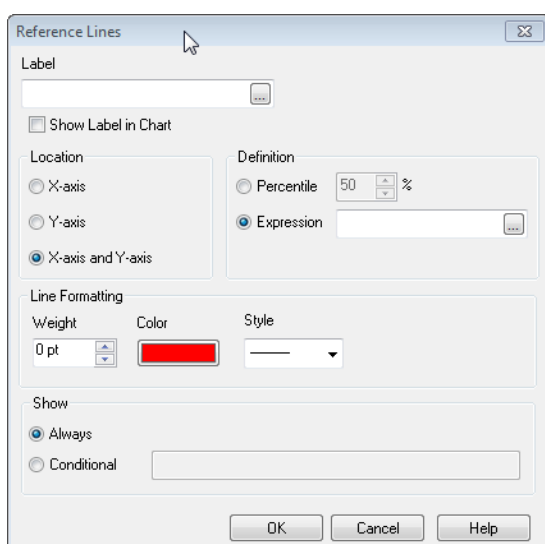 Reference Lines
Label
...
Show Label in Chart
Location
X-axis
Y-axis
X-axis and Y-axis
Definition
Percentile 50 %
Expression ...
Line Formatting
Weight Color Style
0 pt
Show
Always
Conditional
OK Cancel Help